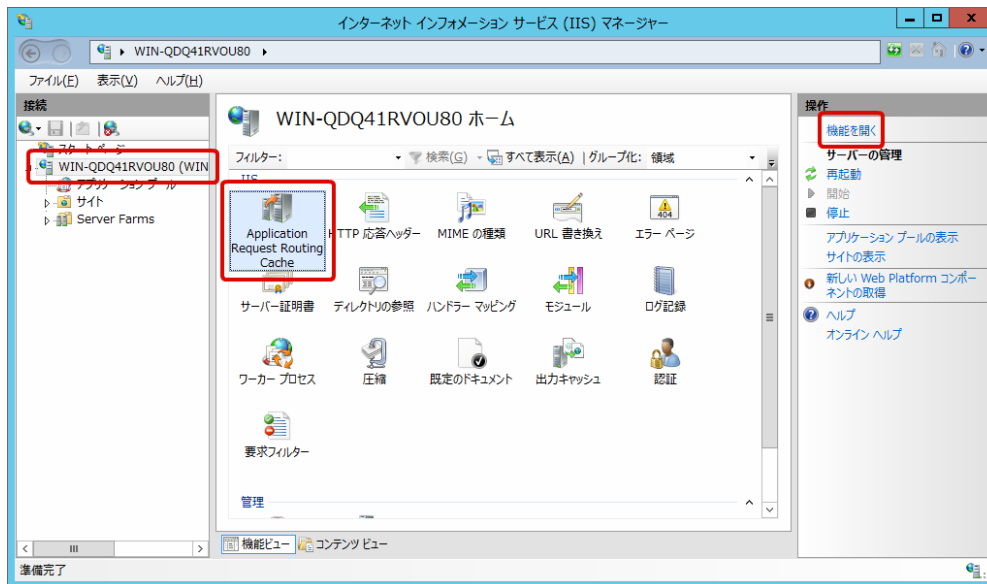 インターネット インフォメーション サービス (IIS) マネージャー
WIN-QDQ41RVOU80
ファイル(F) 表示(V) ヘルプ(H)
接続
スタート ページ
WIN-QDQ41RVOU80 (WIN
アプリケーション プール
サイト
Server Farms
WIN-QDQ41RVOU80 ホーム
フィルター: 検索(G) すべて表示(A) グループ化: 領域
IIS
Application Request Routing Cache
HTTP 応答ヘッダー
MIME の種類
URL 書き換え
404
エラー ページ
サーバー証明書
ディレクトリの参照
ハンドラー マッピング
モジュール
ログ記録
ワーカー プロセス
圧縮
既定のドキュメント
出力キャッシュ
認証
要求フィルター
管理
機能ビュー
コンテンツ ビュー
操作
機能を開く
サーバーの管理
再起動
開始
停止
アプリケーション プールの表示
サイトの表示
新しい Web Platform コンポー
ネントの取得
ヘルプ
オンライン ヘルプ
準備完了